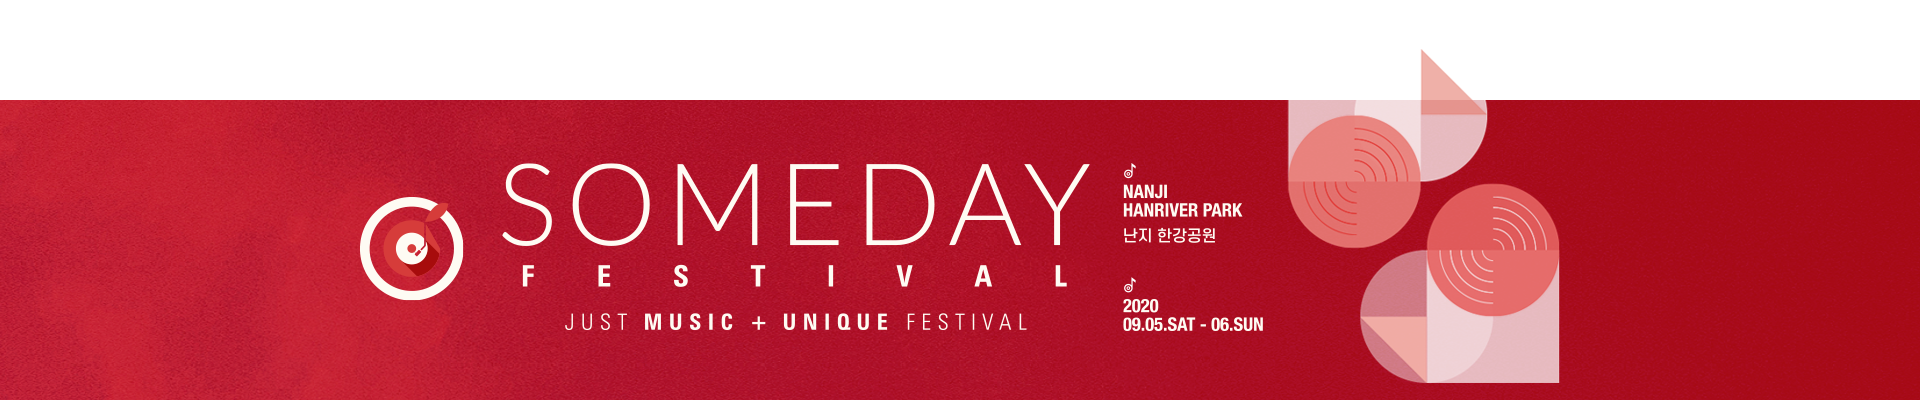 SOMEDAY
FESTIVAL
JUST MUSIC + UNIQUE FESTIVAL
NANJI
HANRIVER PARK
난지 한강공원
2020
09.05.SAT - 06.SUN